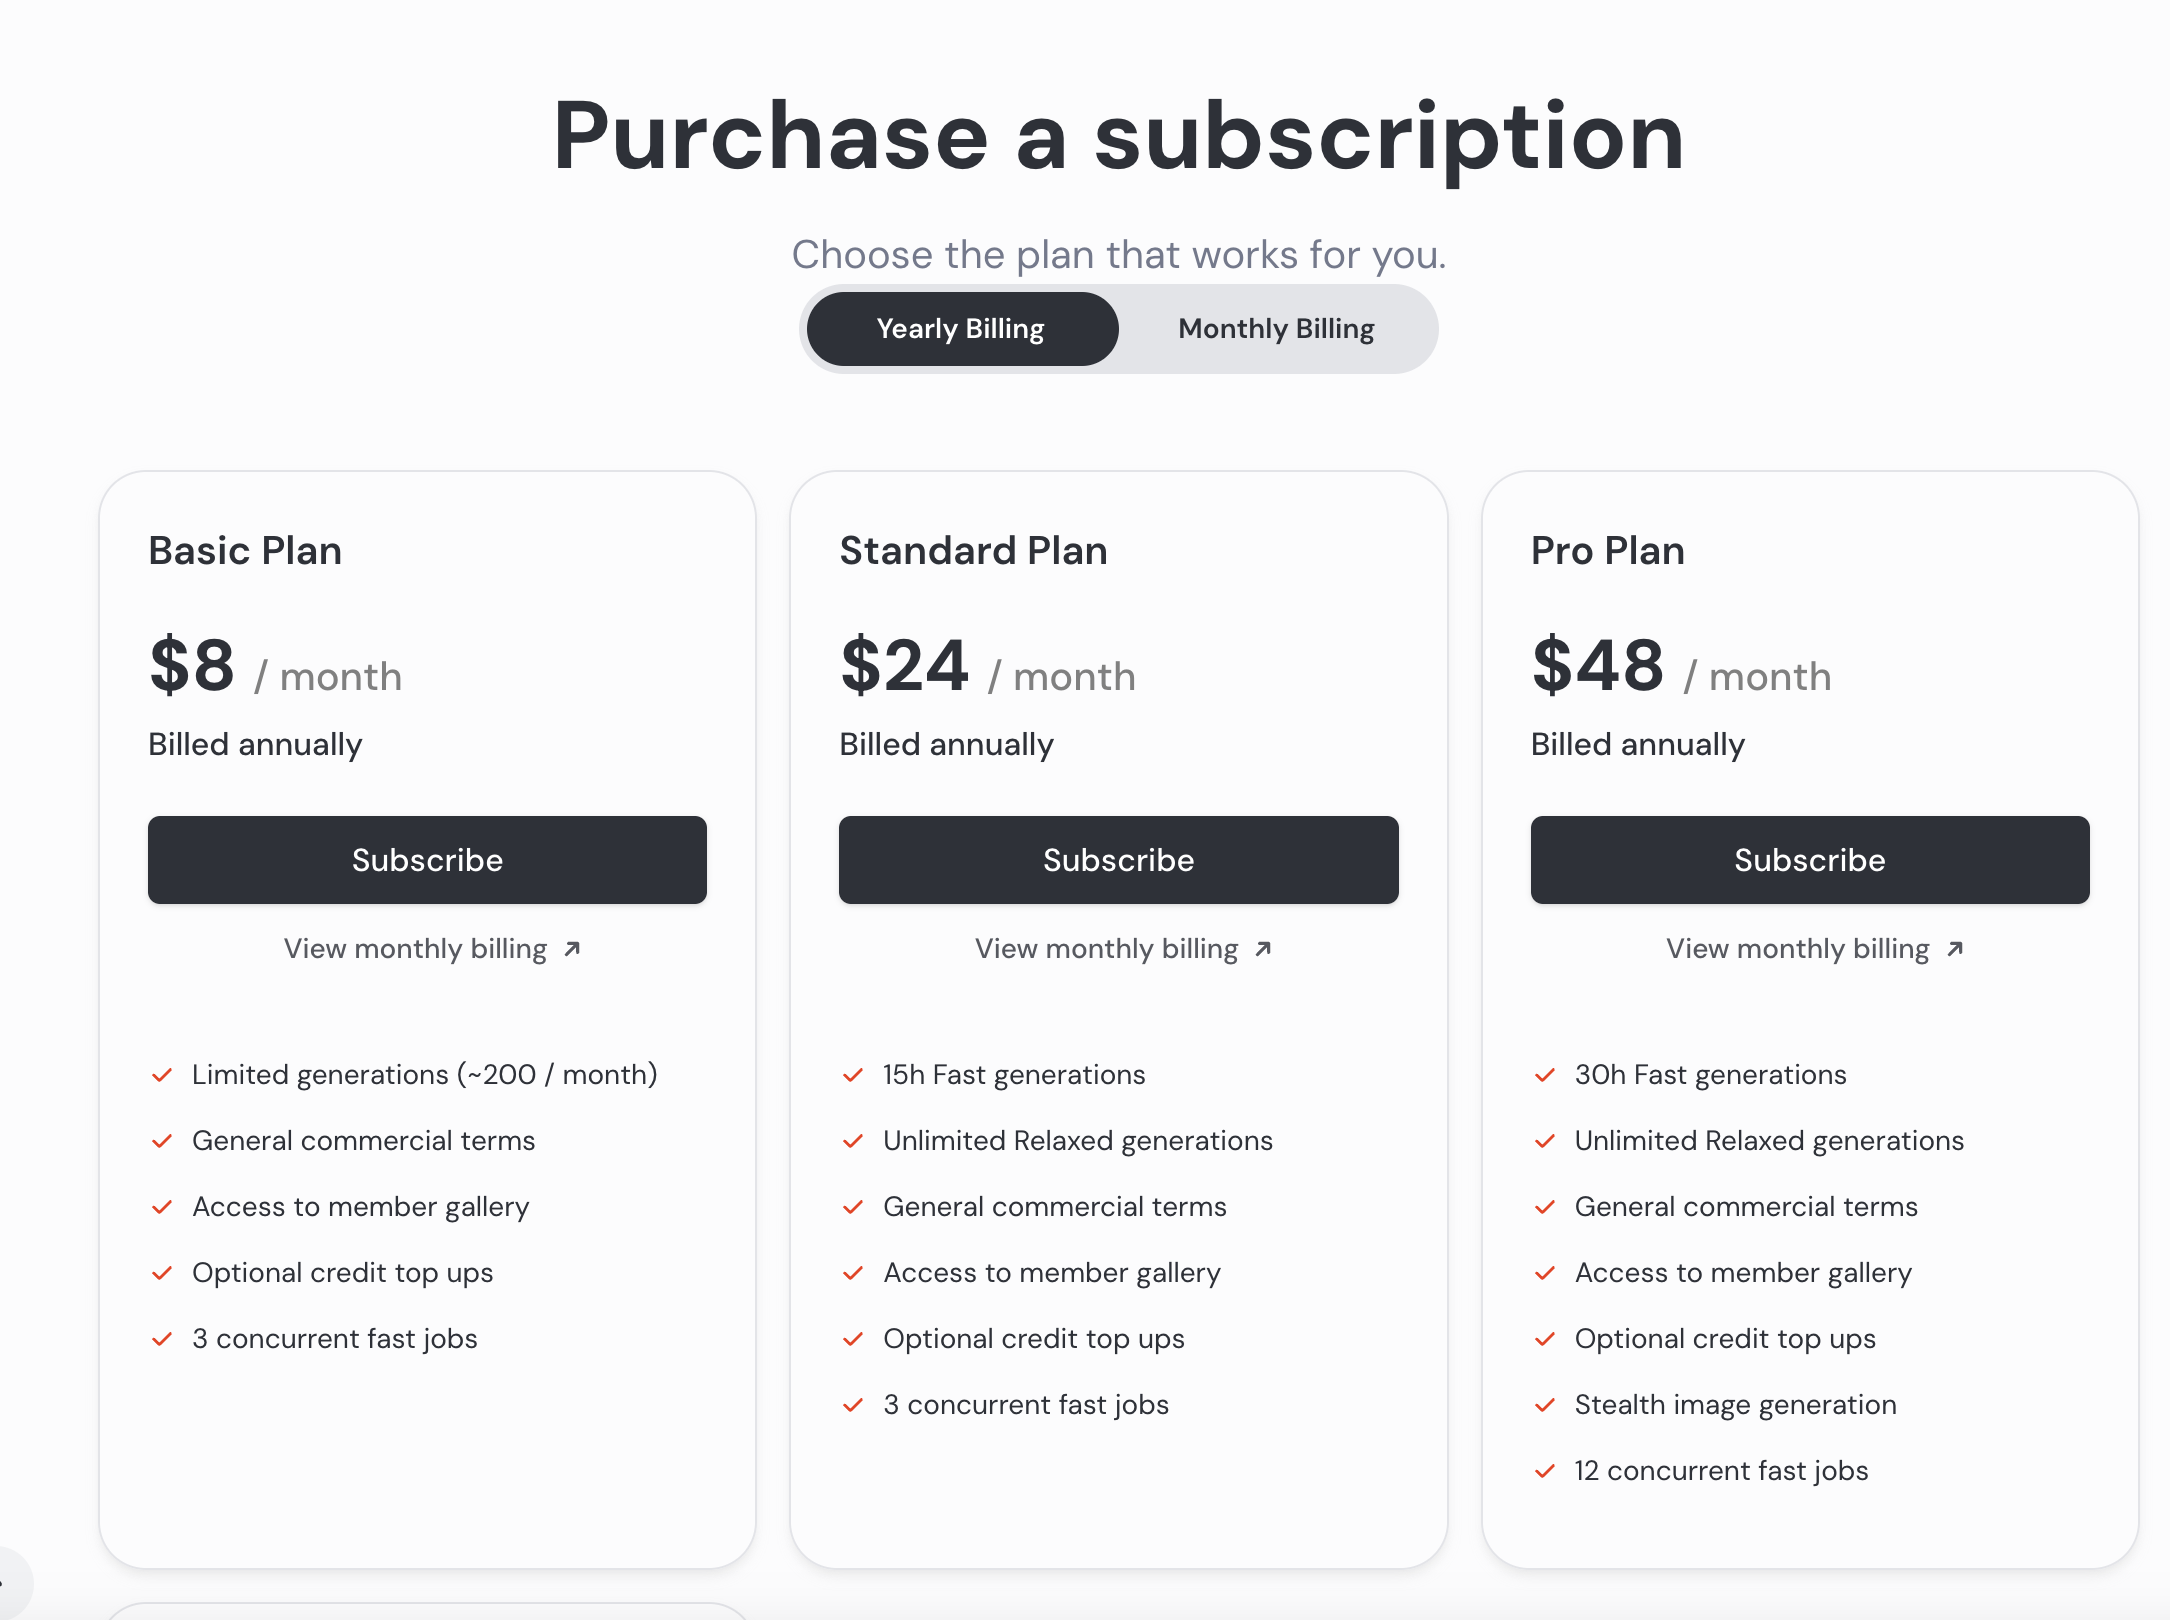 Purchase a subscription
Choose the plan that works for you.
Yearly Billing
Monthly Billing
Basic Plan
$8 / month
Billed annually
Subscribe
View monthly billing
Limited generations (~200 / month)
General commercial terms
Access to member gallery
Optional credit top ups
3 concurrent fast jobs
Standard Plan
$24 / month
Billed annually
Subscribe
View monthly billing
15h Fast generations
Unlimited Relaxed generations
General commercial terms
Access to member gallery
Optional credit top ups
3 concurrent fast jobs
Pro Plan
$48 / month
Billed annually
Subscribe
View monthly billing
30h Fast generations
Unlimited Relaxed generations
General commercial terms
Access to member gallery
Optional credit top ups
Stealth image generation
12 concurrent fast jobs